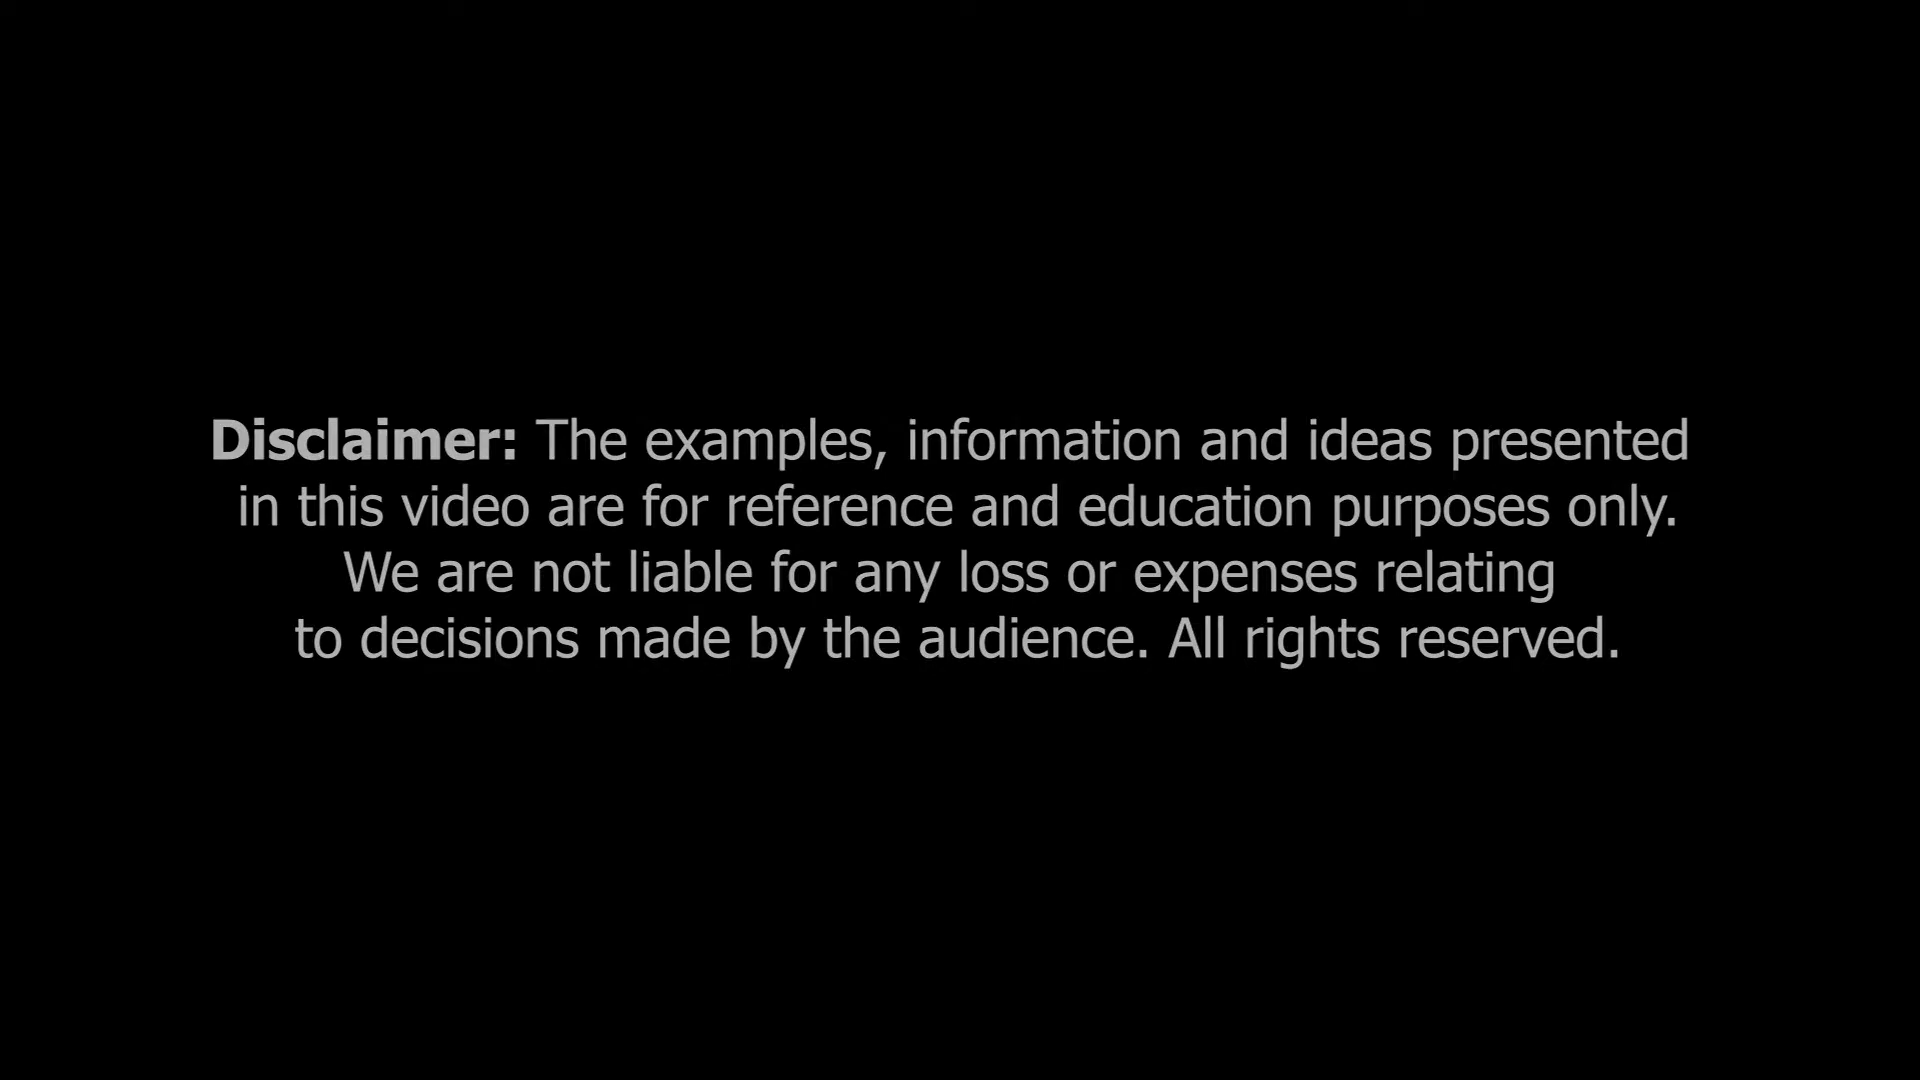 Disclaimer: The examples, information and ideas presented
in this video are for reference and education purposes only.
We are not liable for any loss or expenses relating
to decisions made by the audience. All rights reserved.